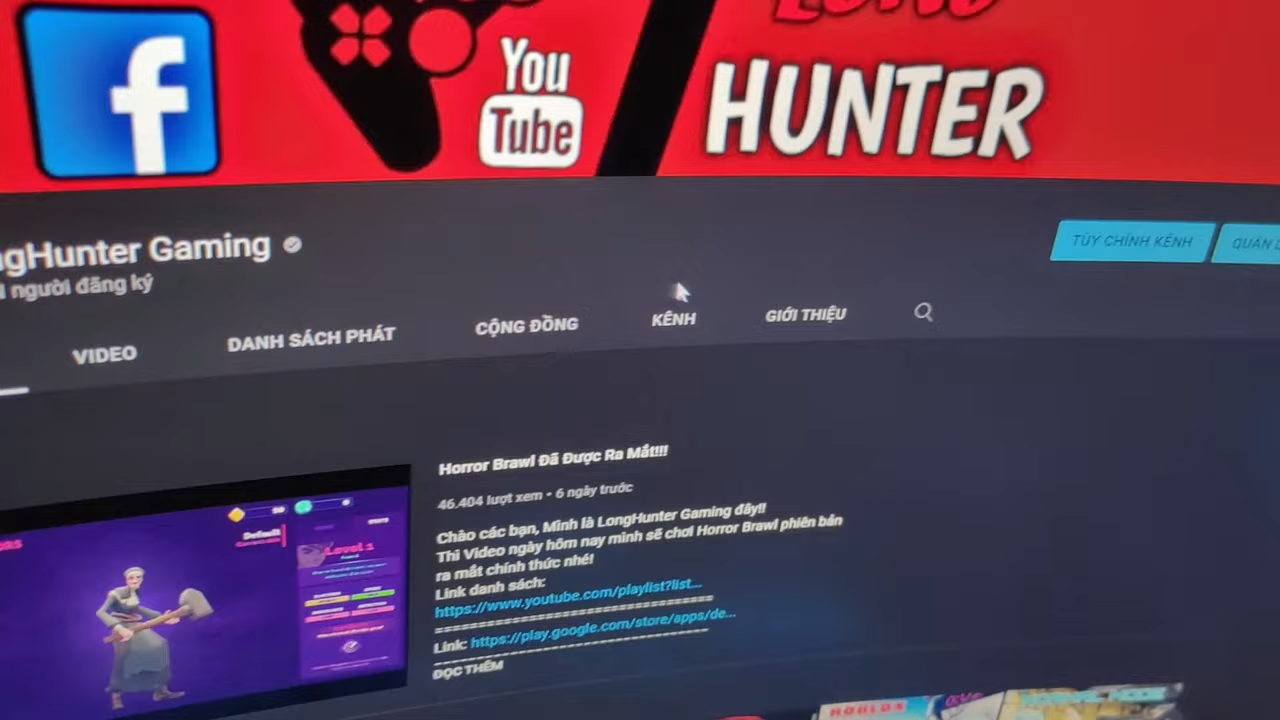 HUNTER
You
Tube
f
gHunter Gaming
người đăng ký
TÙY CHỈNH KÊNH
QUẢN
VIDEO
DANH SÁCH PHÁT
CỘNG ĐỒNG
KÊNH
GIỚI THIỆU
Horror Brawl Đã Được Ra Mắt!!!
46.404 lượt xem • 6 ngày trước
Chào các bạn, Mình là LongHunter Gaming đây!!
Thì Video ngày hôm nay mình sẽ chơi Horror Brawl phiên bản
ra mắt chính thức nhé!
Link danh sách:
https://www.youtube.com/playlist?list...
==================================
Link: https://play.google.com/store/apps/de...
----------------------------------
ĐỌC THÊM
Default
Level 1
ROBLOX